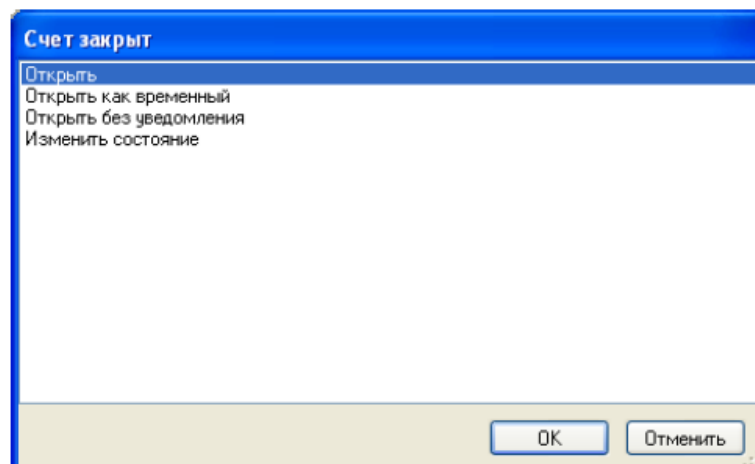 Счет закрыт
Открыть
Открыть как временный
Открыть без уведомления
Изменить состояние
OK
Отменить